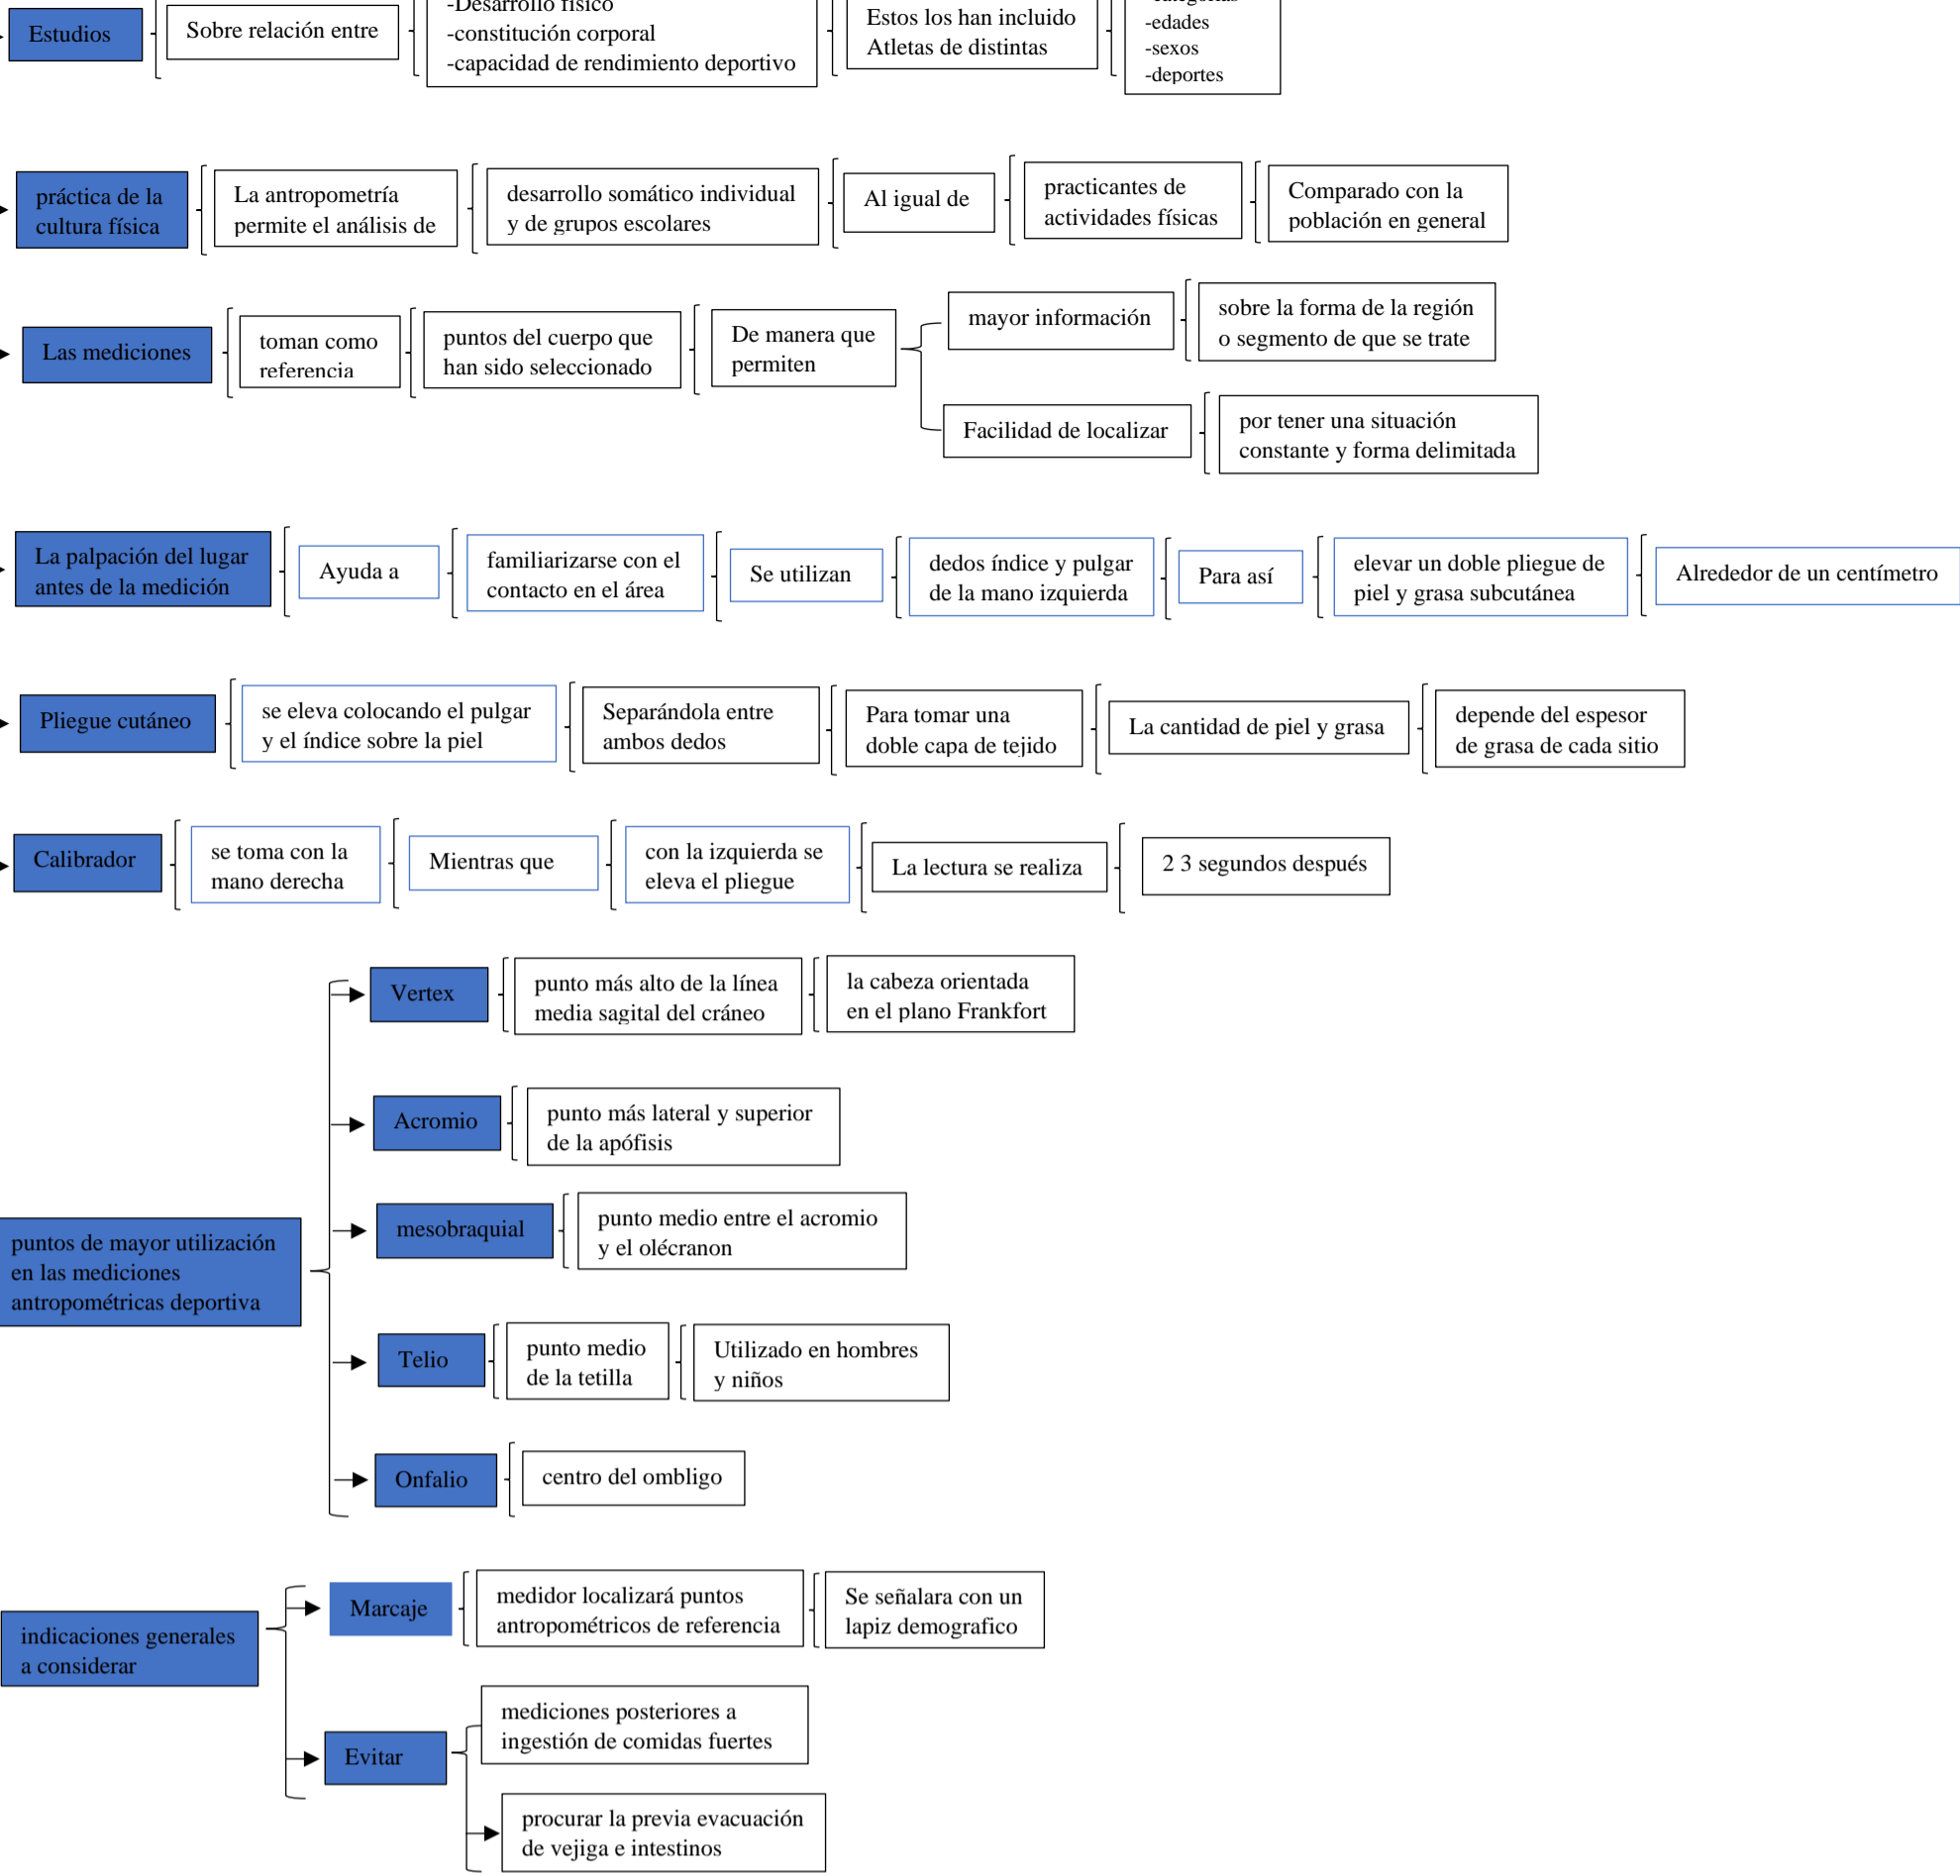 Estudios
Sobre relación entre
-Desarrollo físico
-constitución corporal
-capacidad de rendimiento deportivo
Estos los han incluido
Atletas de distintas
-edades
-sexos
-deportes
práctica de la
cultura física
La antropometría
permite el análisis de
desarrollo somático individual
y de grupos escolares
Al igual de
practicantes de
actividades físicas
Comparado con la
población en general
Las mediciones
toman como
referencia
puntos del cuerpo que
han sido seleccionado
De manera que
permiten
mayor información
sobre la forma de la región
o segmento de que se trate
Facilidad de localizar
por tener una situación
constante y forma delimitada
La palpación del lugar
antes de la medición
Ayuda a
familiarizarse con el
contacto en el área
Se utilizan
dedos índice y pulgar
de la mano izquierda
Para así
elevar un doble pliegue de
piel y grasa subcutánea
Alrededor de un centímetro
Pliegue cutáneo
se eleva colocando el pulgar
y el índice sobre la piel
Separándola entre
ambos dedos
Para tomar una
doble capa de tejido
La cantidad de piel y grasa
depende del espesor
de grasa de cada sitio
Calibrador
se toma con la
mano derecha
Mientras que
con la izquierda se
eleva el pliegue
La lectura se realiza
2 3 segundos después
puntos de mayor utilización
en las mediciones
antropométricas deportiva
Vertex
punto más alto de la línea
media sagital del cráneo
la cabeza orientada
en el plano Frankfort
Acromio
punto más lateral y superior
de la apófisis
mesobraquial
punto medio entre el acromio
y el olécranon
Telio
punto medio
de la tetilla
Utilizado en hombres
y niños
Onfalio
centro del ombligo
indicaciones generales
a considerar
Marcaje
medidor localizará puntos
antropométricos de referencia
Se señalara con un
lapiz demografico
Evitar
mediciones posteriores a
ingestión de comidas fuertes
procurar la previa evacuación
de vejiga e intestinos